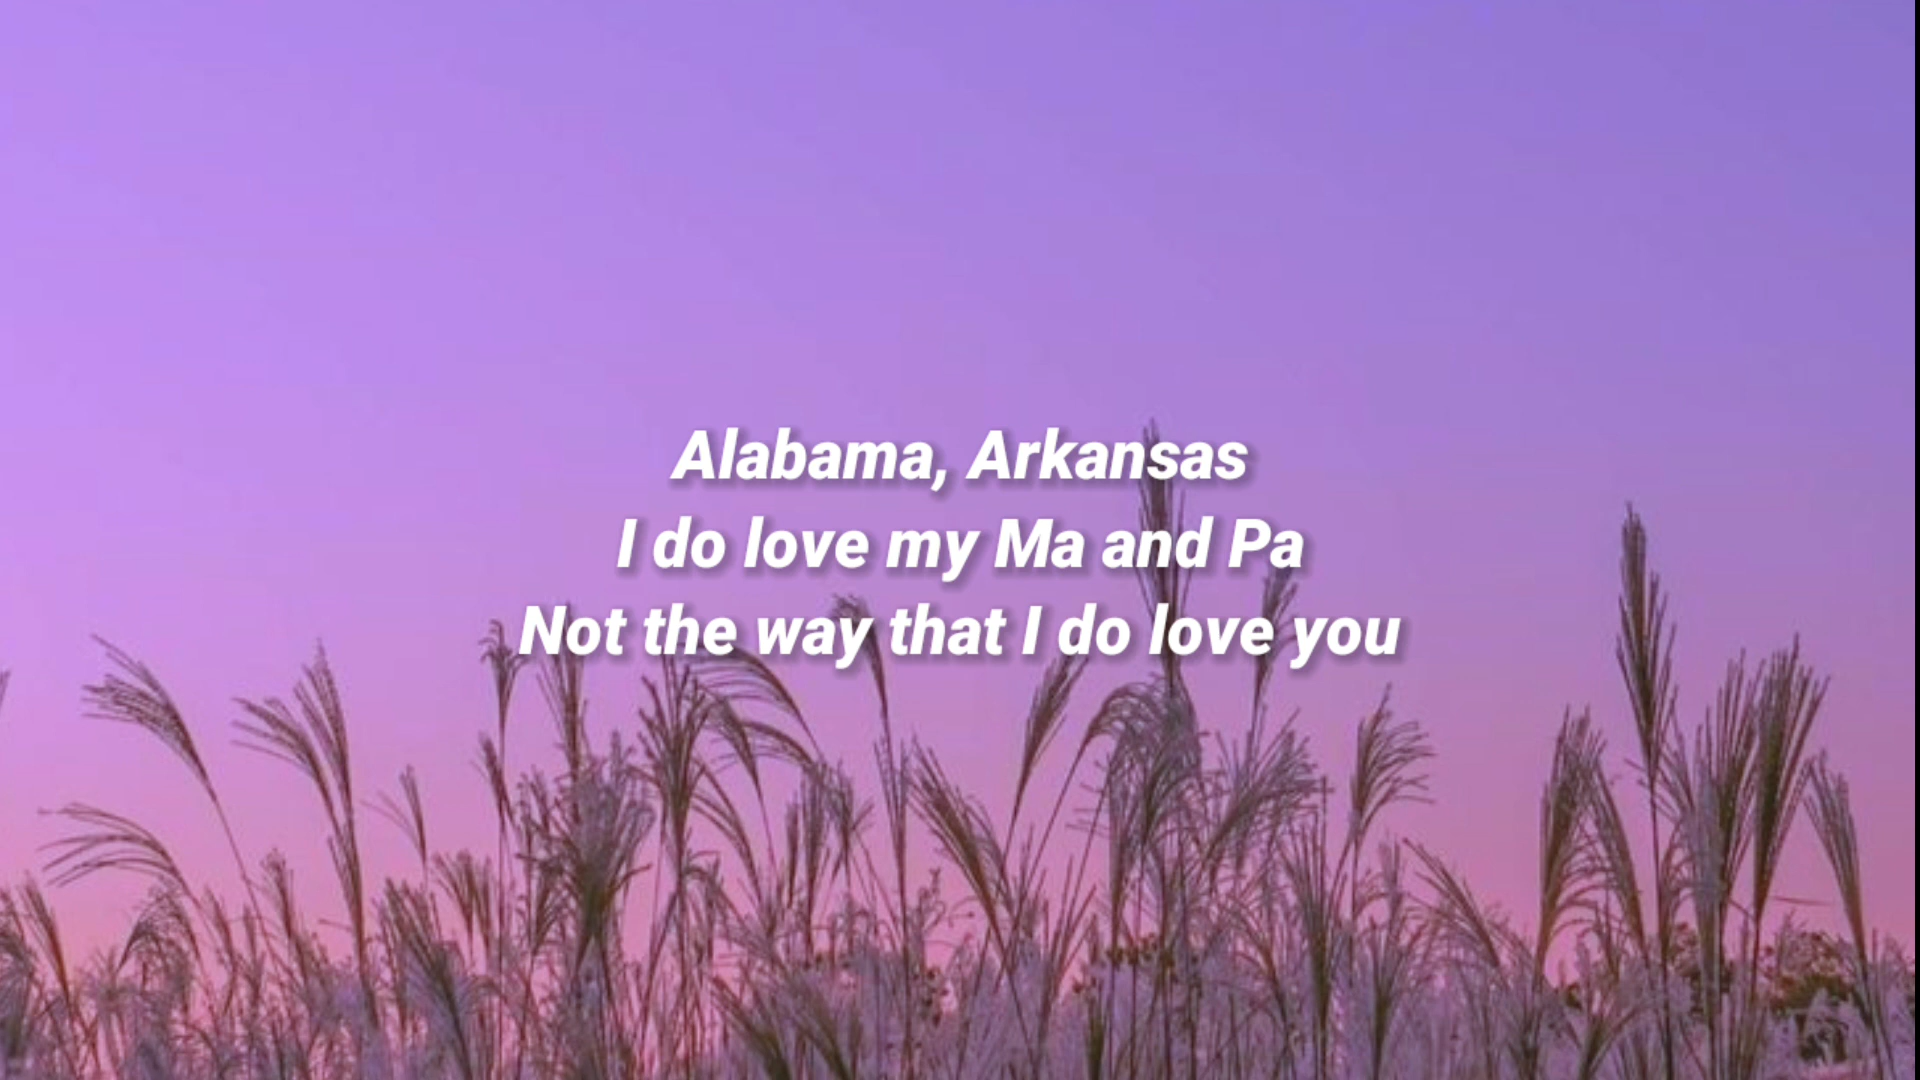 Alabama, Arkansas
I do love my Ma and Pa
Not the way that I do love you